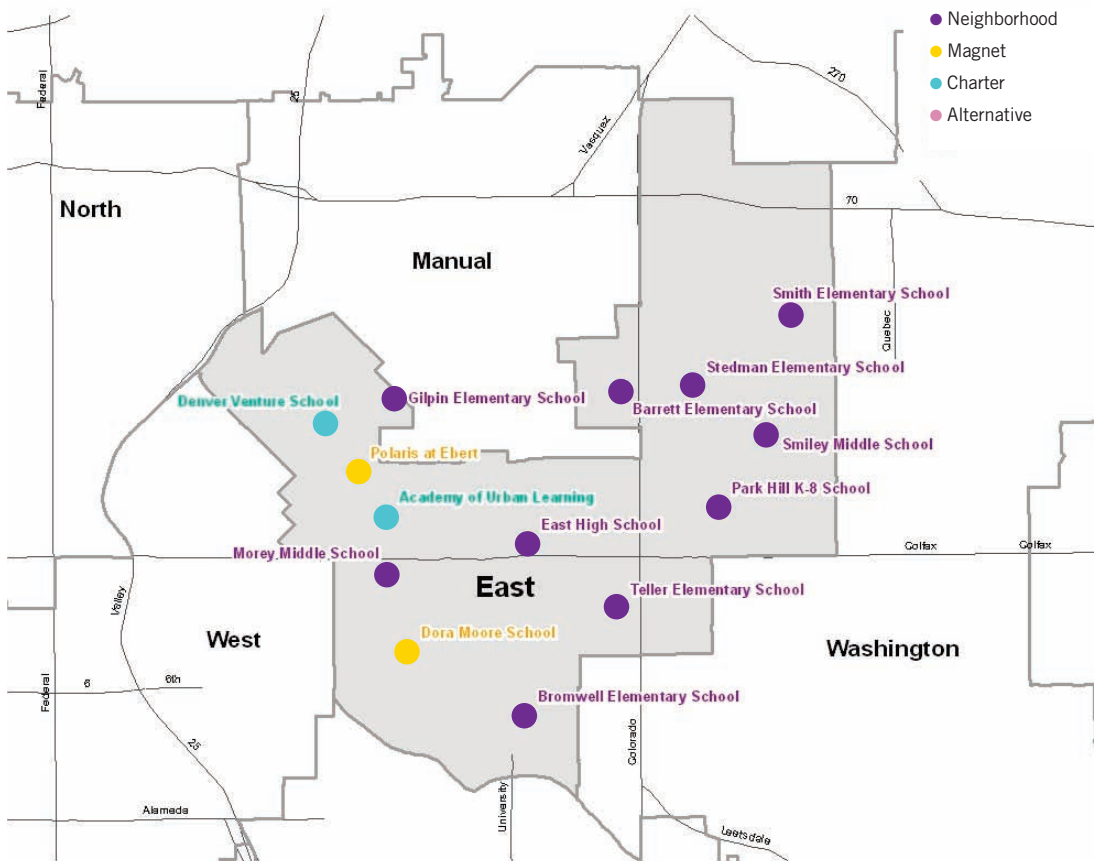 Neighborhood
Magnet
Charter
Alternative
270
Federal
25
Vasquez
North
70
Manual
Smith Elementary School
Quebec
Stedman Elementary School
Denver Venture School
Gilpin Elementary School
Barrett Elementary School
Smiley Middle School
Polaris at Ebert
Park Hill K-8 School
Academy of Urban Learning
East High School
Morey Middle School
Colfax
Colfax
East
Teller Elementary School
Valley
West
Dora Moore School
Washington
6
6th
Federal
Bromwell Elementary School
25
Colorado
University
Alameda
Leetsdale